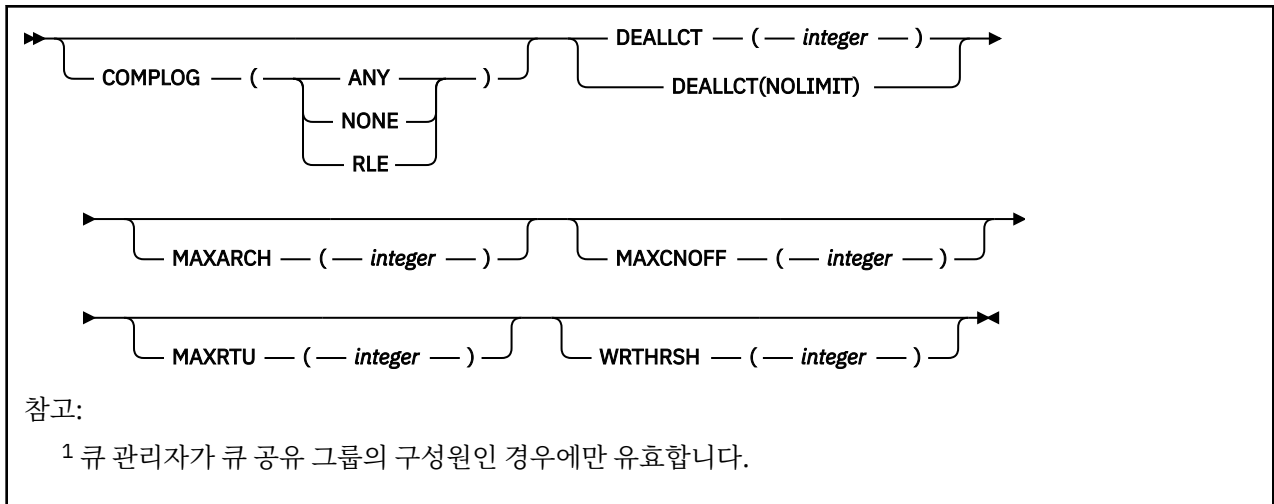 DEALLCT ( integer )
COMPLOG ( ANY ) DEALLCT(NOLIMIT)
NONE
RLE
MAXARCH ( integer ) MAXCNOFF ( integer )
MAXRTU ( integer ) WRTHRSH ( integer )
참고:
1 큐 관리자가 큐 공유 그룹의 구성원인 경우에만 유효합니다.